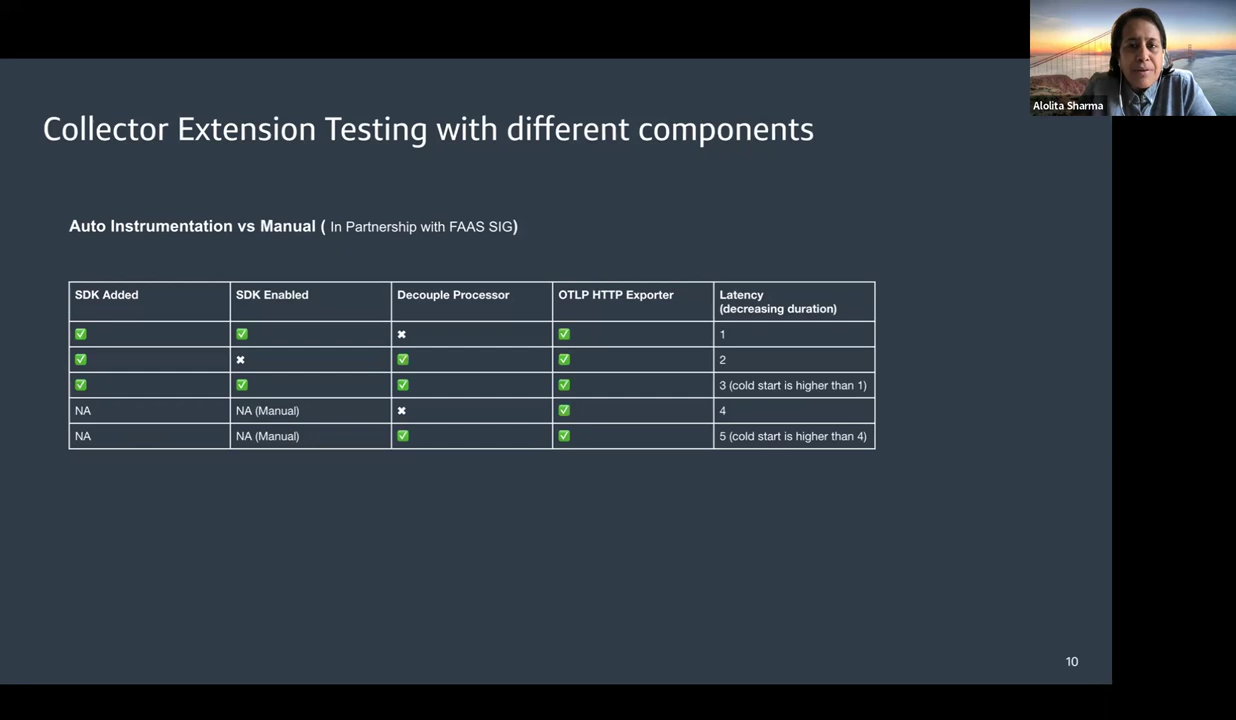 Alolita Sharma
Collector Extension Testing with different components
Auto Instrumentation vs Manual ( In Partnership with FAAS SIG)
SDK Added SDK Enabled Decouple Processor OTLP HTTP Exporter Latency
(decreasing duration)
✅ ✅ ✖ ✅ 1
✅ ✖ ✅ ✅ 2
✅ ✅ ✅ ✅ 3 (cold start is higher than 1)
NA NA (Manual) ✖ ✅ 4
NA NA (Manual) ✅ ✅ 5 (cold start is higher than 4)
10